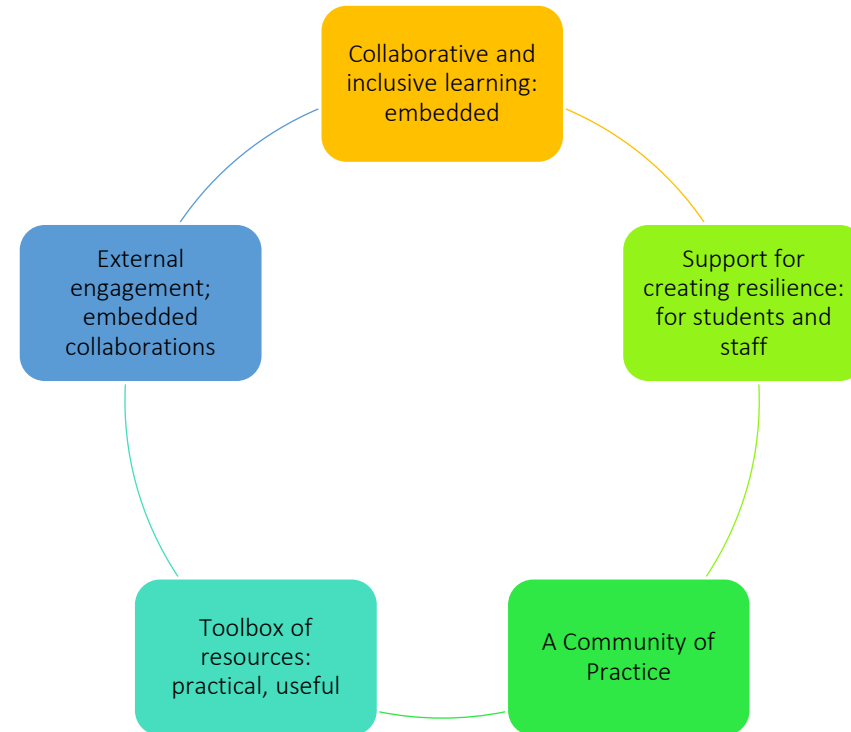 Collaborative and
inclusive learning:
embedded
Support for
creating resilience:
for students and
staff
A Community of
Practice
Toolbox of
resources:
practical, useful
External
engagement;
embedded
collaborations